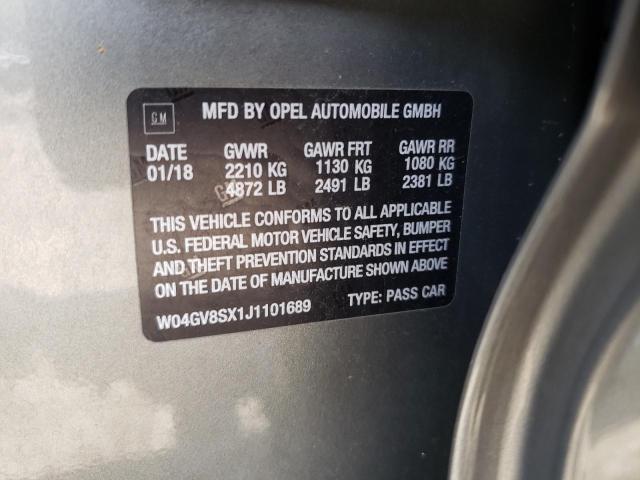 GM
MFD BY OPEL AUTOMOBILE GMBH
DATE GVWR GAWR FRT GAWR RR
01/18 2210 KG 1130 KG 1080 KG
4872 LB 2491 LB 2381 LB
THIS VEHICLE CONFORMS TO ALL APPLICABLE
U.S. FEDERAL MOTOR VEHICLE SAFETY, BUMPER
AND THEFT PREVENTION STANDARDS IN EFFECT
ON THE DATE OF MANUFACTURE SHOWN ABOVE
W04GV8SX1J1101689 TYPE: PASS CAR